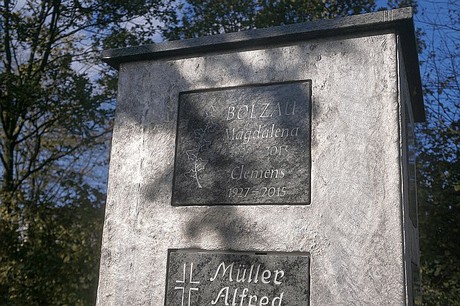 BOLZAU
Magdalena
2013
Clemens
1927-2015
Müller
Alfred